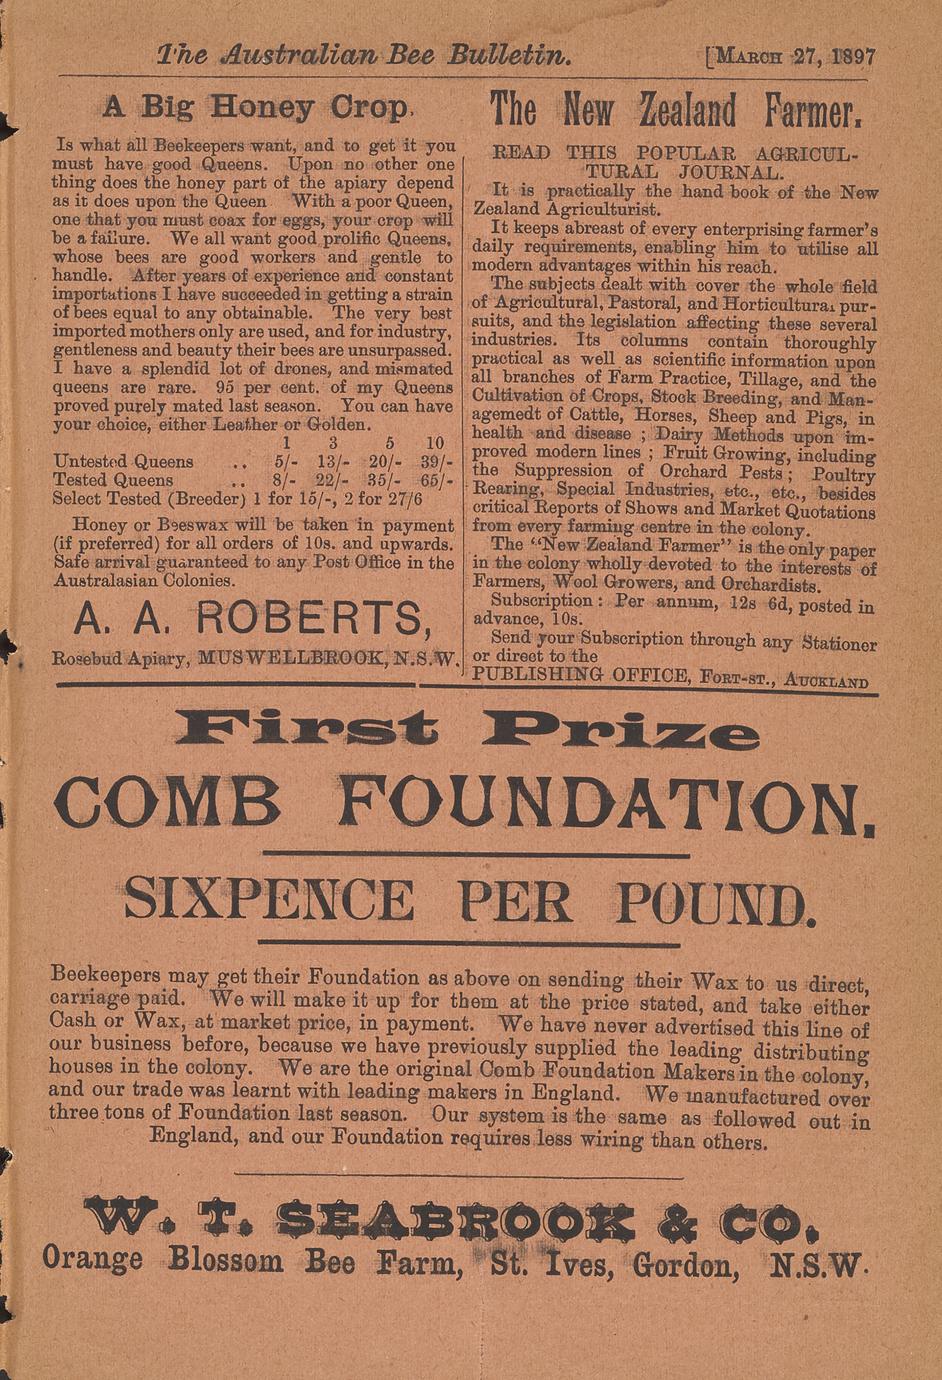 The Australian Bee Bulletin. [MARCH 27, 1897
A Big Honey Crop.
Is what all Beekeepers want, and to get it you
must have good Queens. Upon no other one
thing does the honey part of the apiary depend
as it does upon the Queen With a poor Queen,
one that you must coax for eggs, your crop will
be a failure. We all want good prolific Queens,
whose bees are good workers and gentle to
handle. After years of experience and constant
importations I have succeeded in getting a strain
of bees equal to any obtainable. The very best
imported mothers only are used, and for industry,
gentleness and beauty their bees are unsurpassed.
I have a splendid lot of drones, and mismated
queens are rare. 95 per cent. of my Queens
proved purely mated last season. You can have
your choice, either Leather or Golden.
1 3 5 10
Untested Queens .. 5/- 13/- 20/- 39/-
Tested Queens .. 8/- 22/- 35/- 65/-
Select Tested (Breeder) 1 for 15/-, 2 for 27/6
Honey or Beeswax will be taken in payment
(if preferred) for all orders of 10s. and upwards.
Safe arrival guaranteed to any Post Office in the
Australasian Colonies.
A. A. ROBERTS,
Rosebud Apiary, MUSWELLBROOK, N.S.W.
The New Zealand Farmer.
READ THIS POPULAR AGRICUL-
TURAL JOURNAL.
It is practically the hand book of the New
Zealand Agriculturist.
It keeps abreast of every enterprising farmer's
daily requirements, enabling him to utilise all
modern advantages within his reach.
The subjects dealt with cover the whole field
of Agricultural, Pastoral, and Horticultural pur-
suits, and the legislation affecting these several
industries. Its columns contain thoroughly
practical as well as scientific information upon
all branches of Farm Practice, Tillage, and the
Cultivation of Crops, Stock Breeding, and Man-
agemedt of Cattle, Horses, Sheep and Pigs, in
health and disease ; Dairy Methods upon im-
proved modern lines ; Fruit Growing, including
the Suppression of Orchard Pests ; Poultry
Rearing, Special Industries, etc., etc., besides
critical Reports of Shows and Market Quotations
from every farming centre in the colony.
The "New Zealand Farmer" is the only paper
in the colony wholly devoted to the interests of
Farmers, Wool Growers, and Orchardists.
Subscription : Per annum, 12s 6d, posted in
advance, 10s.
Send your Subscription through any Stationer
or direct to the
PUBLISHING OFFICE, FORT-ST., AUCKLAND
First Prize
COMB FOUNDATION.
SIXPENCE PER POUND.
Beekeepers may get their Foundation as above on sending their Wax to us direct,
carriage paid. We will make it up for them at the price stated, and take either
Cash or Wax, at market price, in payment. We have never advertised this line of
our business before, because we have previously supplied the leading distributing
houses in the colony. We are the original Comb Foundation Makers in the colony,
and our trade was learnt with leading makers in England. We manufactured over
three tons of Foundation last season. Our system is the same as followed out in
England, and our Foundation requires less wiring than others.
W. T. SEABROOK & CO.
Orange Blossom Bee Farm, St. Ives, Gordon, N.S.W.